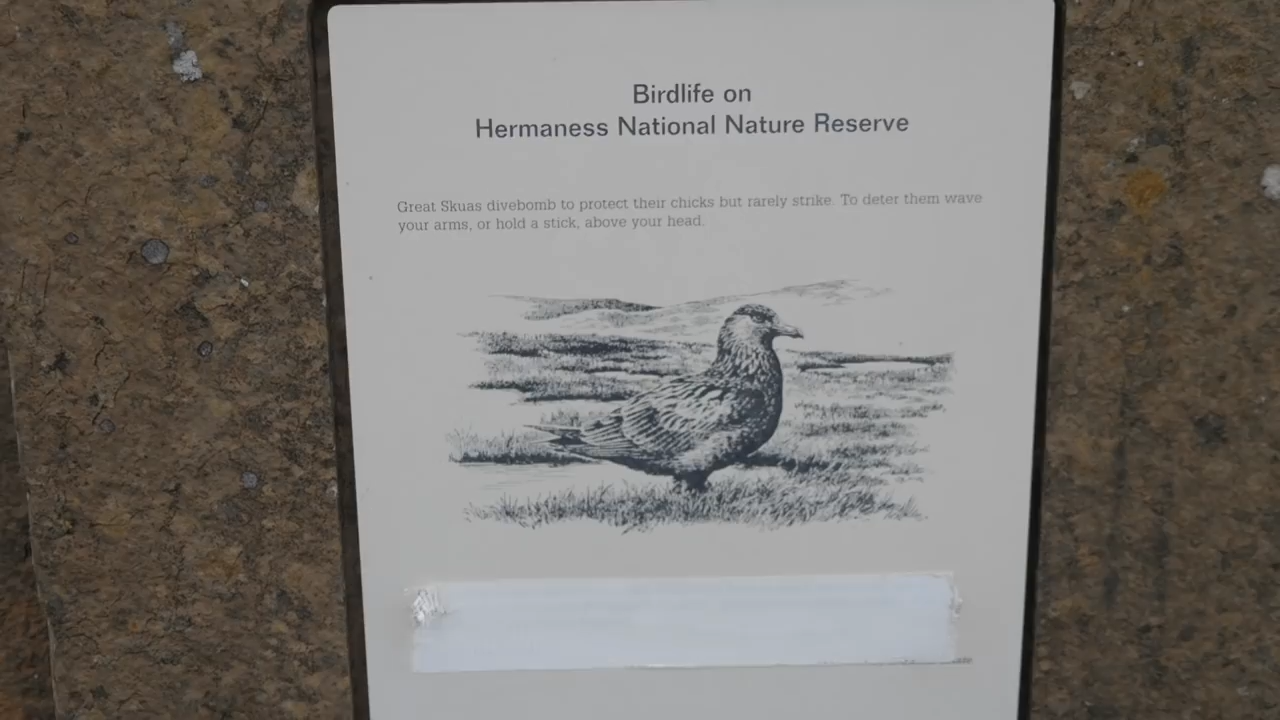 Birdlife on
Hermaness National Nature Reserve
Great Skuas divebomb to protect their chicks but rarely strike. To deter them wave
your arms, or hold a stick, above your head.